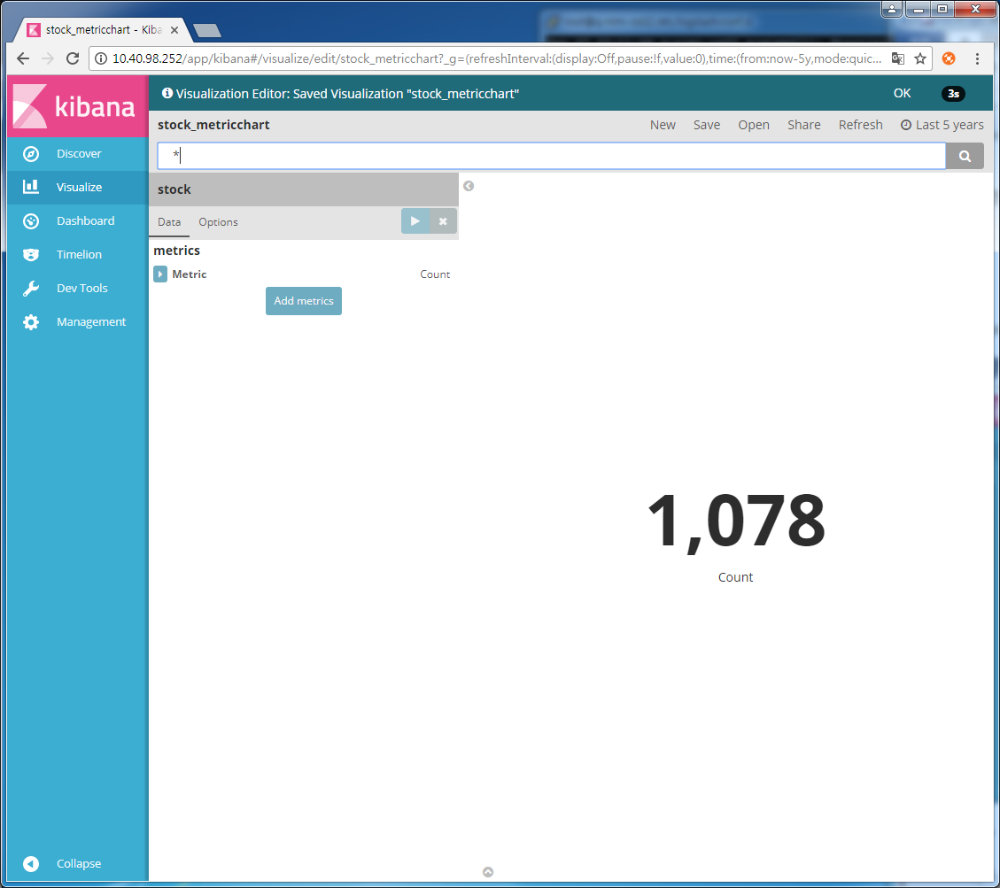 stock_metricchart - Kiba
10.40.98.252/app/kibana#/visualize/edit/stock_metricchart?_g=(refreshInterval:(display:Off,pause:!f,value:0),time:(from:now-5y,mode:quic...
kibana
Visualization Editor: Saved Visualization "stock_metricchart"
OK
3s
stock_metricchart
New
Save
Open
Share
Refresh
Last 5 years
*
Discover
Visualize
Dashboard
Timelion
Dev Tools
Management
stock
Data
Options
metrics
Metric
Count
Add metrics
1,078
Count
Collapse